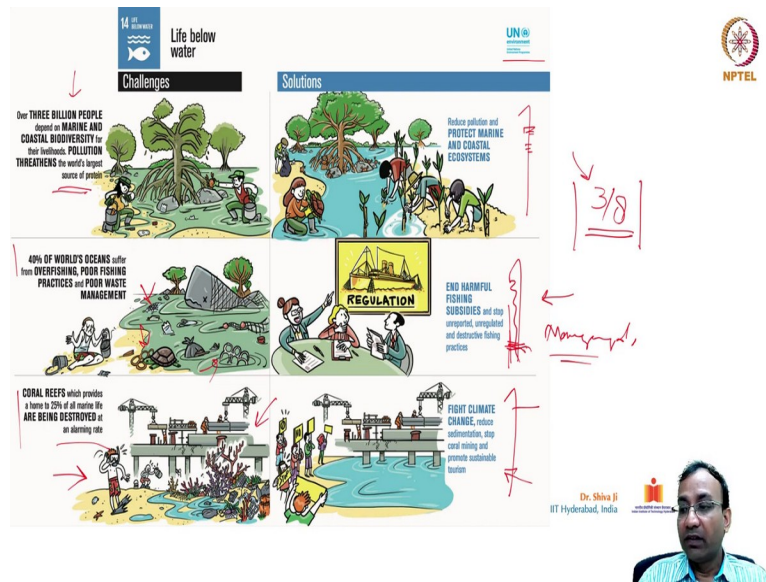 14 LIFE
BELOW WATER
Life below
water
UN
environment
NPTEL
Challenges
Solutions
Over THREE BILLION PEOPLE
depend on MARINE AND
COASTAL BIODIVERSITY for
their livelihoods. POLLUTION
THREATHENS the world's largest
source of protein
Reduce pollution and
PROTECT MARINE
AND COASTAL
ECOSYSTEMS
3/8
40% OF WORLD'S OCEANS suffer
from OVERFISHING, POOR FISHING
PRACTICES and POOR WASTE
MANAGEMENT
REGULATION
END HARMFUL
FISHING
SUBSIDIES and stop
unreported, unregulated
and destructive fishing
practices
CORAL REEFS which provides
a home to 25% of all marine life
ARE BEING DESTROYED at
an alarming rate
FIGHT CLIMATE
CHANGE, reduce
sedimentation, stop
coral mining and
promote sustainable
tourism
Dr. Shiva Ji
IIT Hyderabad, India